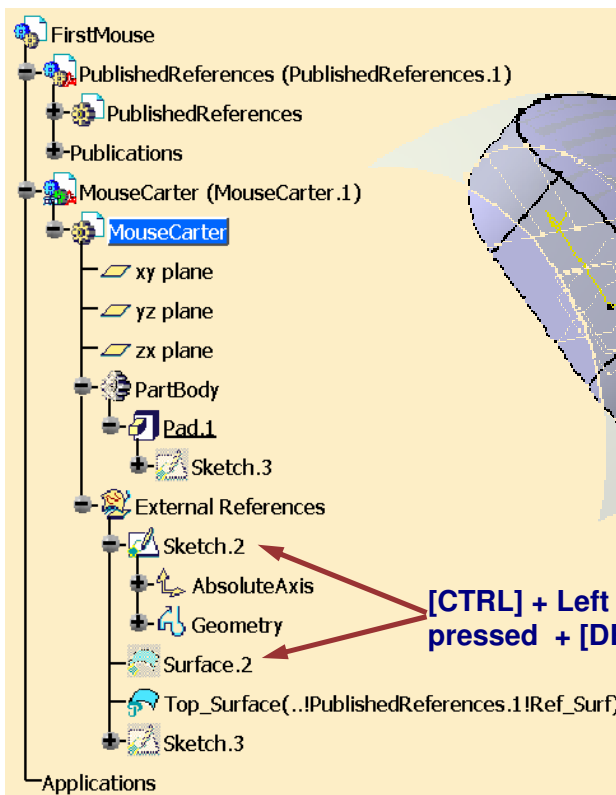 FirstMouse
PublishedReferences (PublishedReferences.1)
PublishedReferences
Publications
MouseCarter (MouseCarter.1)
MouseCarter
xy plane
yz plane
zx plane
PartBody
Pad.1
Sketch.3
External References
Sketch.2
AbsoluteAxis
[CTRL] + Left
Geometry
pressed + [D
Surface.2
Top_Surface(..!PublishedReferences.1!Ref_Surf)
Sketch.3
Applications